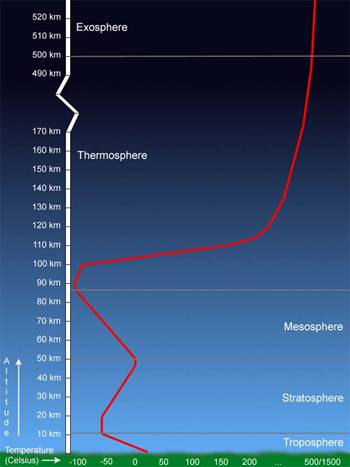 520 km
Exosphere
510 km
500 km
490 km
170 km
160 km
Thermosphere
150 km
140 km
130 km
120 km
110 km
100 km
90 km
80 km
70 km
60 km
Mesosphere
50 km
40 km
30 km
Stratosphere
20 km
10 km
Troposphere
Altitude
Temperature
(Celsius)
-100 -50 0 50 100 150 200 ... 500/1500